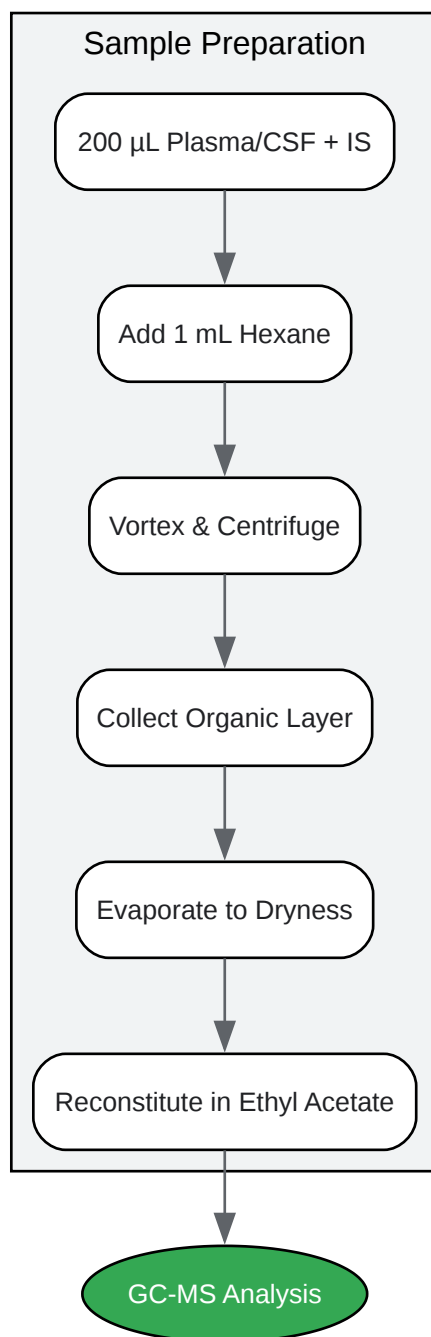 Sample Preparation
200 µL Plasma/CSF + IS
Add 1 mL Hexane
Vortex & Centrifuge
Collect Organic Layer
Evaporate to Dryness
Reconstitute in Ethyl Acetate
GC-MS Analysis